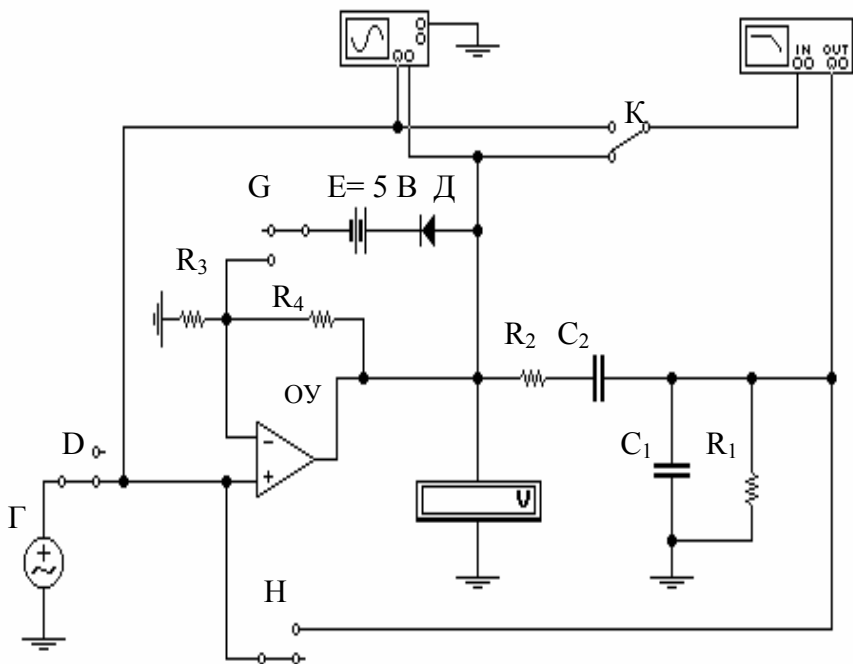 IN OUT
К
G E= 5 В Д
R₃
R₄
R₂ C₂
ОУ
D
C₁ R₁
Г
V
Н